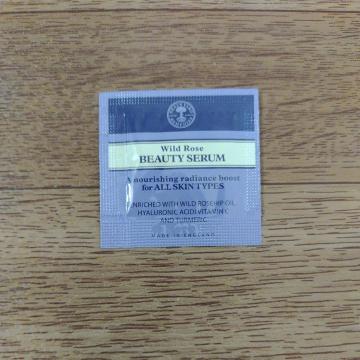 Wild Rose
BEAUTY SERUM
A nourishing radiance boost
for ALL SKIN TYPES
ENRICHED WITH WILD ROSEHIP OIL,
HYALURONIC ACID, VITAMIN C
AND TURMERIC
MADE IN ENGLAND